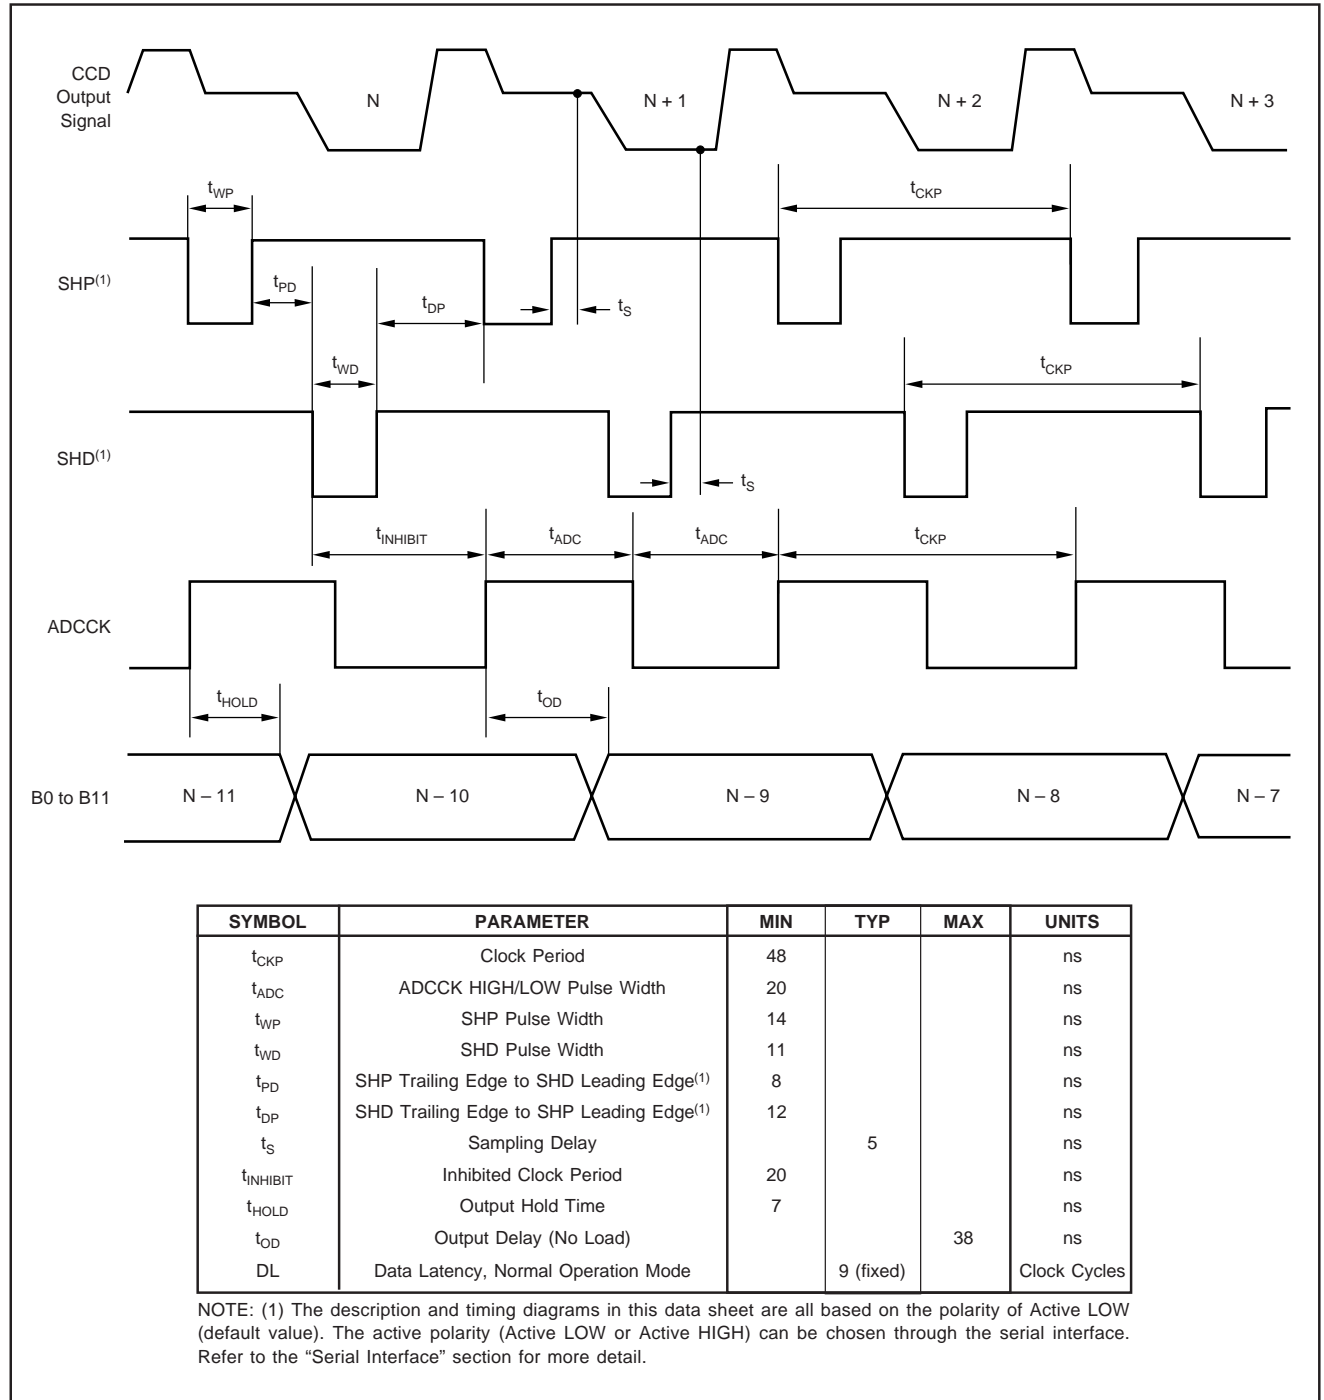 CCD
Output
Signal
N
N + 1
N + 2
N + 3
tWP
tCKP
SHP(1)
tPD
tDP
tS
tWD
tCKP
SHD(1)
tS
tINHIBIT
tADC
tADC
tCKP
ADCCK
tHOLD
tOD
B0 to B11
N – 11
N – 10
N – 9
N – 8
N – 7
SYMBOL PARAMETER MIN TYP MAX UNITS
tCKP Clock Period 48 ns
tADC ADCCK HIGH/LOW Pulse Width 20 ns
tWP SHP Pulse Width 14 ns
tWD SHD Pulse Width 11 ns
tPD SHP Trailing Edge to SHD Leading Edge(1) 8 ns
tDP SHD Trailing Edge to SHP Leading Edge(1) 12 ns
tS Sampling Delay 5 ns
tINHIBIT Inhibited Clock Period 20 ns
tHOLD Output Hold Time 7 ns
tOD Output Delay (No Load) 38 ns
DL Data Latency, Normal Operation Mode 9 (fixed) Clock Cycles
NOTE: (1) The description and timing diagrams in this data sheet are all based on the polarity of Active LOW
(default value). The active polarity (Active LOW or Active HIGH) can be chosen through the serial interface.
Refer to the “Serial Interface” section for more detail.